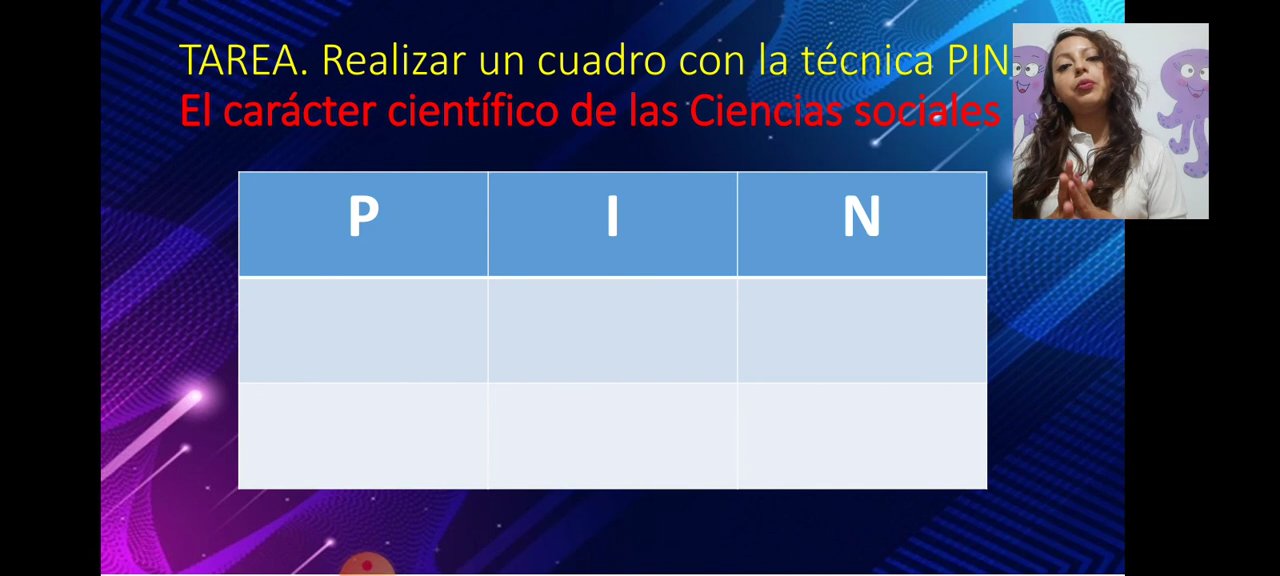 TAREA. Realizar un cuadro con la técnica PIN
El carácter científico de las Ciencias sociales
P I N